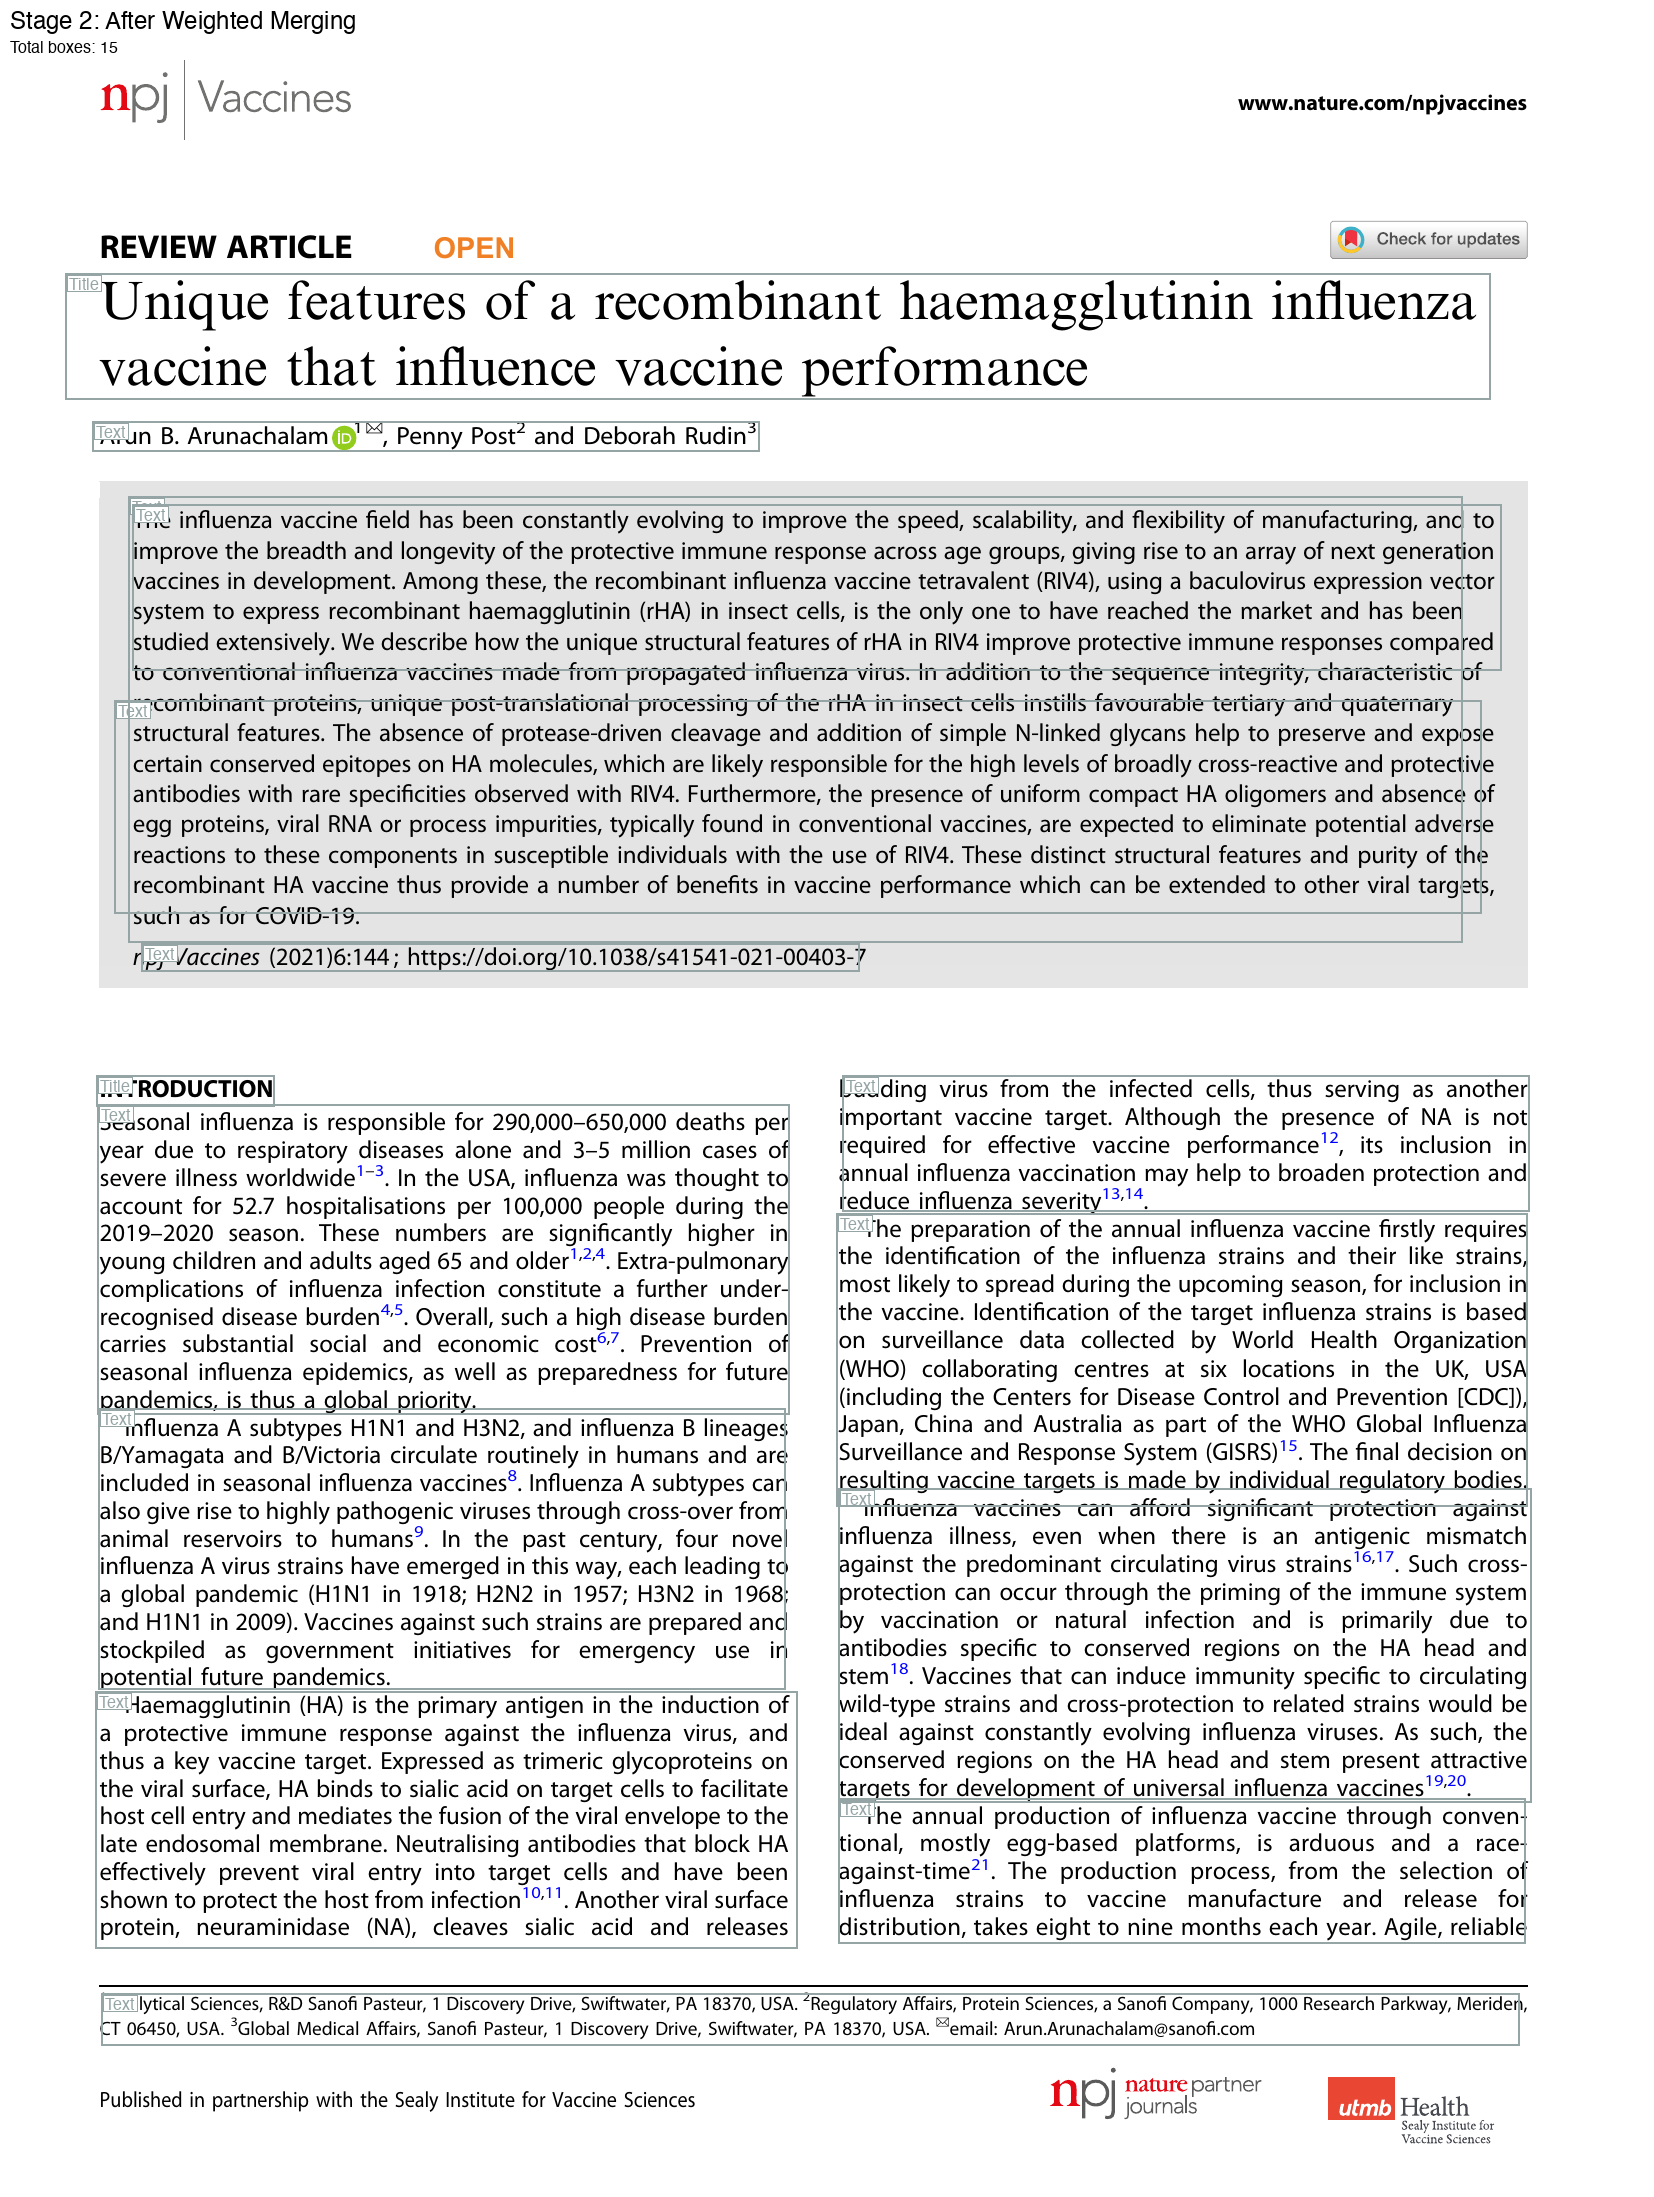 Stage 2: After Weighted Merging
Total boxes: 15
npj Vaccines
www.nature.com/npjvaccines
REVIEW ARTICLE OPEN
Check for updates
Title
Unique features of a recombinant haemagglutinin influenza
vaccine that influence vaccine performance
Text
Arun B. Arunachalam iD 1✉, Penny Post2 and Deborah Rudin3
Text
Text
The influenza vaccine field has been constantly evolving to improve the speed, scalability, and flexibility of manufacturing, and to
improve the breadth and longevity of the protective immune response across age groups, giving rise to an array of next generation
vaccines in development. Among these, the recombinant influenza vaccine tetravalent (RIV4), using a baculovirus expression vector
system to express recombinant haemagglutinin (rHA) in insect cells, is the only one to have reached the market and has been
studied extensively. We describe how the unique structural features of rHA in RIV4 improve protective immune responses compared
to conventional influenza vaccines made from propagated influenza virus. In addition to the sequence integrity, characteristic of
recombinant proteins, unique post-translational processing of the rHA in insect cells instills favourable tertiary and quaternary
Text
structural features. The absence of protease-driven cleavage and addition of simple N-linked glycans help to preserve and expose
certain conserved epitopes on HA molecules, which are likely responsible for the high levels of broadly cross-reactive and protective
antibodies with rare specificities observed with RIV4. Furthermore, the presence of uniform compact HA oligomers and absence of
egg proteins, viral RNA or process impurities, typically found in conventional vaccines, are expected to eliminate potential adverse
reactions to these components in susceptible individuals with the use of RIV4. These distinct structural features and purity of the
recombinant HA vaccine thus provide a number of benefits in vaccine performance which can be extended to other viral targets,
such as for COVID-19.
Text
npj Vaccines (2021)6:144 ; https://doi.org/10.1038/s41541-021-00403-7
Title
INTRODUCTION
Text
Seasonal influenza is responsible for 290,000–650,000 deaths per
year due to respiratory diseases alone and 3–5 million cases of
severe illness worldwide1–3. In the USA, influenza was thought to
account for 52.7 hospitalisations per 100,000 people during the
2019–2020 season. These numbers are significantly higher in
young children and adults aged 65 and older1,2,4. Extra-pulmonary
complications of influenza infection constitute a further under-
recognised disease burden4,5. Overall, such a high disease burden
carries substantial social and economic cost6,7. Prevention of
seasonal influenza epidemics, as well as preparedness for future
pandemics, is thus a global priority.
Text
Influenza A subtypes H1N1 and H3N2, and influenza B lineages
B/Yamagata and B/Victoria circulate routinely in humans and are
included in seasonal influenza vaccines8. Influenza A subtypes can
also give rise to highly pathogenic viruses through cross-over from
animal reservoirs to humans9. In the past century, four novel
influenza A virus strains have emerged in this way, each leading to
a global pandemic (H1N1 in 1918; H2N2 in 1957; H3N2 in 1968;
and H1N1 in 2009). Vaccines against such strains are prepared and
stockpiled as government initiatives for emergency use in
potential future pandemics.
Text
Haemagglutinin (HA) is the primary antigen in the induction of
a protective immune response against the influenza virus, and
thus a key vaccine target. Expressed as trimeric glycoproteins on
the viral surface, HA binds to sialic acid on target cells to facilitate
host cell entry and mediates the fusion of the viral envelope to the
late endosomal membrane. Neutralising antibodies that block HA
effectively prevent viral entry into target cells and have been
shown to protect the host from infection10,11. Another viral surface
protein, neuraminidase (NA), cleaves sialic acid and releases
Text
budding virus from the infected cells, thus serving as another
important vaccine target. Although the presence of NA is not
required for effective vaccine performance12, its inclusion in
annual influenza vaccination may help to broaden protection and
reduce influenza severity13,14.
Text
The preparation of the annual influenza vaccine firstly requires
the identification of the influenza strains and their like strains,
most likely to spread during the upcoming season, for inclusion in
the vaccine. Identification of the target influenza strains is based
on surveillance data collected by World Health Organization
(WHO) collaborating centres at six locations in the UK, USA
(including the Centers for Disease Control and Prevention [CDC]),
Japan, China and Australia as part of the WHO Global Influenza
Surveillance and Response System (GISRS)15. The final decision on
resulting vaccine targets is made by individual regulatory bodies.
Text
Influenza vaccines can afford significant protection against
influenza illness, even when there is an antigenic mismatch
against the predominant circulating virus strains16,17. Such cross-
protection can occur through the priming of the immune system
by vaccination or natural infection and is primarily due to
antibodies specific to conserved regions on the HA head and
stem18. Vaccines that can induce immunity specific to circulating
wild-type strains and cross-protection to related strains would be
ideal against constantly evolving influenza viruses. As such, the
conserved regions on the HA head and stem present attractive
targets for development of universal influenza vaccines19,20.
Text
The annual production of influenza vaccine through conven-
tional, mostly egg-based platforms, is arduous and a race-
against-time21. The production process, from the selection of
influenza strains to vaccine manufacture and release for
distribution, takes eight to nine months each year. Agile, reliable
Text
lytical Sciences, R&D Sanofi Pasteur, 1 Discovery Drive, Swiftwater, PA 18370, USA. 2Regulatory Affairs, Protein Sciences, a Sanofi Company, 1000 Research Parkway, Meriden,
CT 06450, USA. 3Global Medical Affairs, Sanofi Pasteur, 1 Discovery Drive, Swiftwater, PA 18370, USA. ✉email: Arun.Arunachalam@sanofi.com
Published in partnership with the Sealy Institute for Vaccine Sciences
npj nature partner
journals
utmb Health
Sealy Institute for
Vaccine Sciences